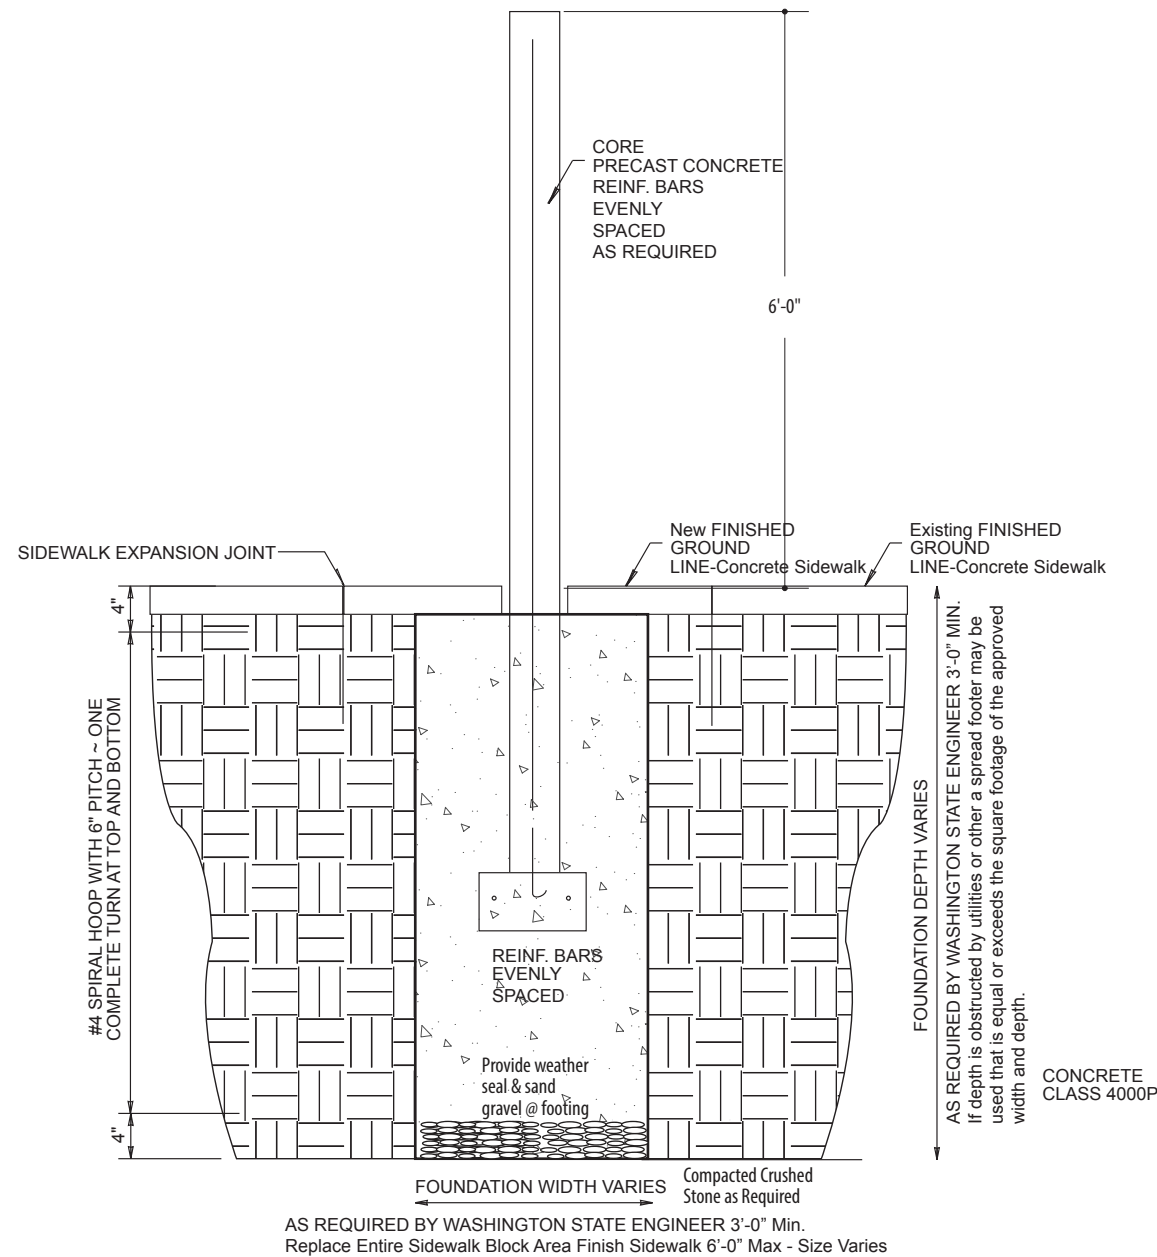 CORE
PRECAST CONCRETE
REINF. BARS
EVENLY
SPACED
AS REQUIRED
6'-0"
SIDEWALK EXPANSION JOINT
New FINISHED
GROUND
LINE-Concrete Sidewalk
Existing FINISHED
GROUND
LINE-Concrete Sidewalk
4"
#4 SPIRAL HOOP WITH 6" PITCH ~ ONE
COMPLETE TURN AT TOP AND BOTTOM
4"
REINF. BARS
EVENLY
SPACED
Provide weather
seal & sand
gravel @ footing
FOUNDATION DEPTH VARIES
AS REQUIRED BY WASHINGTON STATE ENGINEER 3'-0” MIN.
If depth is obstructed by utilities or other a spread footer may be
used that is equal or exceeds the square footage of the approved
width and depth.
CONCRETE
CLASS 4000P
FOUNDATION WIDTH VARIES
Compacted Crushed
Stone as Required
AS REQUIRED BY WASHINGTON STATE ENGINEER 3’-0” Min.
Replace Entire Sidewalk Block Area Finish Sidewalk 6’-0” Max - Size Varies